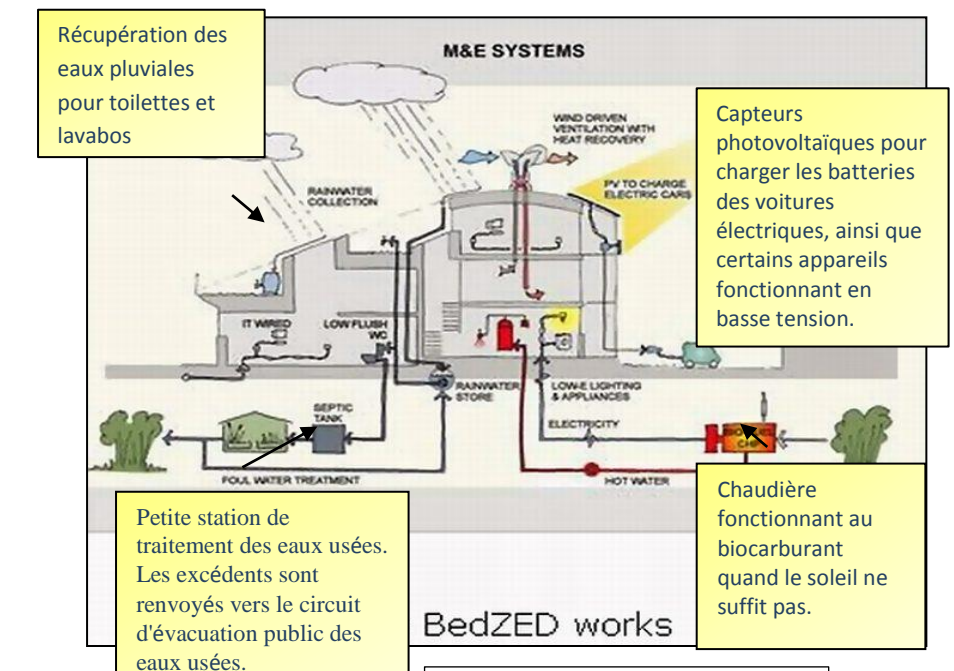 Récupération des
eaux pluviales
pour toilettes et
lavabos
M&E SYSTEMS
WIND DRIVEN
VENTILATION WITH
HEAT RECOVERY
Capteurs
photovoltaïques pour
charger les batteries
des voitures
électriques, ainsi que
certains appareils
fonctionnant en
basse tension.
RAINWATER
COLLECTION
PV TO CHARGE
ELECTRIC CARS
IT WIRED
LOW FLUSH
WC
RAINWATER
STORE
LOW-E LIGHTING
& APPLIANCES
SEPTIC
TANK
ELECTRICITY
FOUL WATER TREATMENT
HOT WATER
Petite station de
traitement des eaux usées.
Les excédents sont
renvoyés vers le circuit
d'évacuation public des
eaux usées.
Chaudière
fonctionnant au
biocarburant
quand le soleil ne
suffit pas.
BedZED works